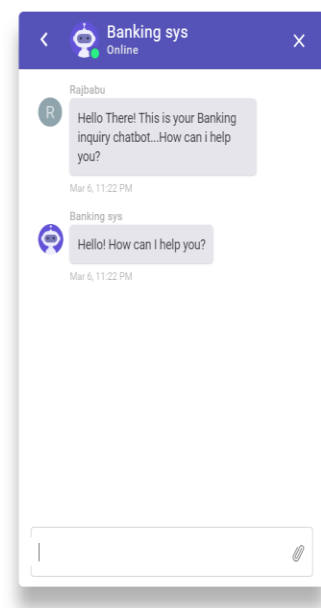 Banking sys
Online
Rajbabu
R
Hello There! This is your Banking
inquiry chatbot...How can i help
you?
Mar 6, 11:22 PM
Banking sys
Hello! How can I help you?
Mar 6, 11:22 PM